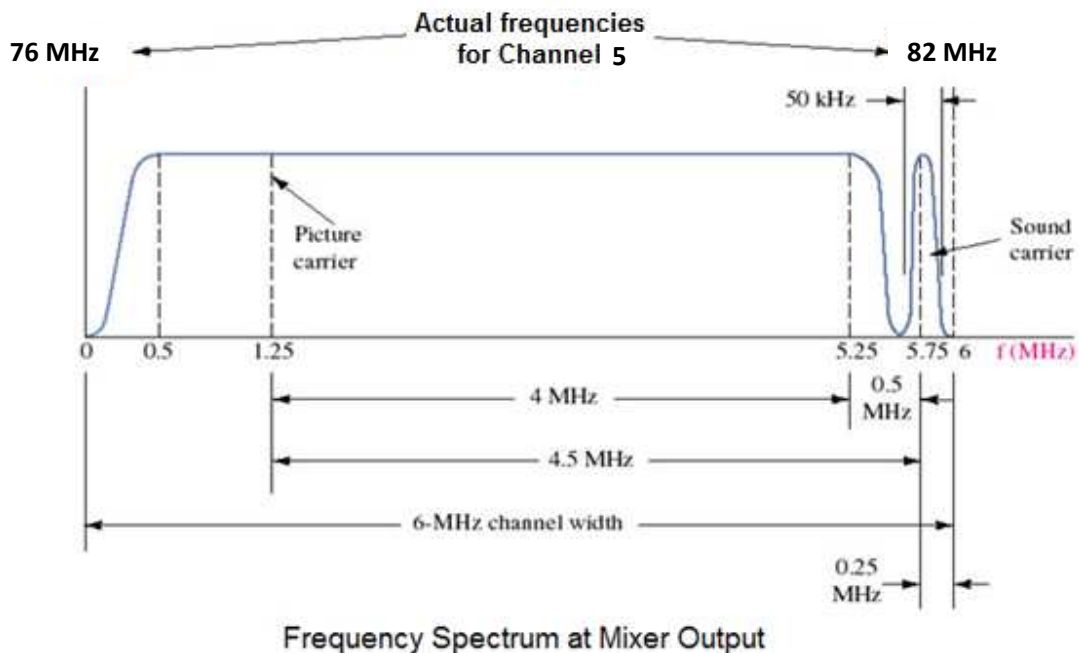 Actual frequencies
for Channel 5
76 MHz
82 MHz
50 kHz
Picture
carrier
Sound
carrier
0 0.5 1.25 5.25 5.75 6 f (MHz)
4 MHz
0.5
MHz
4.5 MHz
6-MHz channel width
0.25
MHz
Frequency Spectrum at Mixer Output